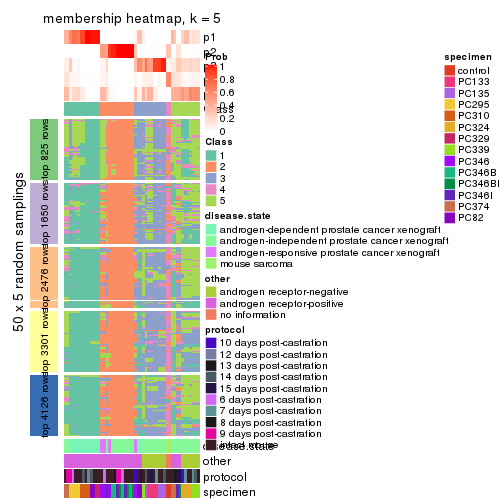 membership heatmap, k = 5
p1
p2
Prob
1
0.8
0.6
0.4
0.2
0
Class
1
2
3
4
5
disease.state
androgen-dependent prostate cancer xenograft
androgen-independent prostate cancer xenograft
androgen-responsive prostate cancer xenograft
mouse sarcoma
other
androgen receptor-negative
androgen receptor-positive
no information
protocol
10 days post-castration
12 days post-castration
13 days post-castration
14 days post-castration
15 days post-castration
6 days post-castration
7 days post-castration
8 days post-castration
9 days post-castration
intact mouse
specimen
control
PC133
PC135
PC295
PC310
PC324
PC329
PC339
PC346
PC346B
PC346BI
PC346I
PC374
PC82
50 x 5 random samplings
top 825 rows
top 1650 rows
top 2476 rows
top 3301 rows
top 4126 rows
disease.state
other
protocol
specimen